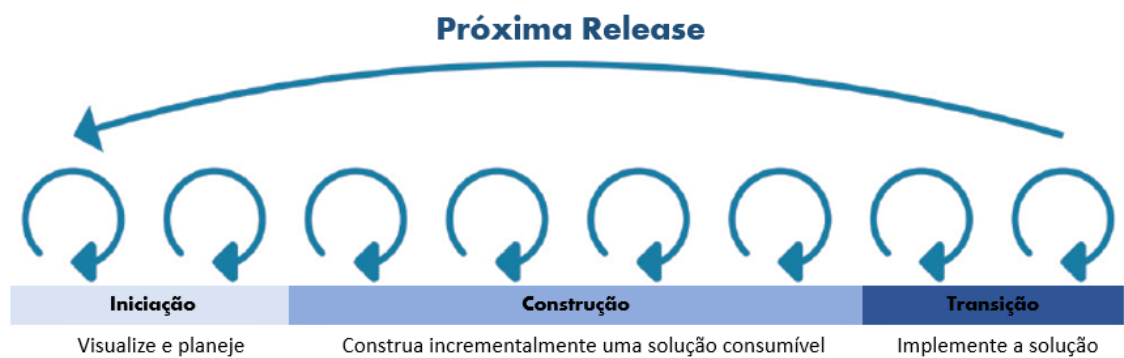 Próxima Release
Iniciação
Construção
Transição
Visualize e planeje
Construa incrementalmente uma solução consumível
Implemente a solução